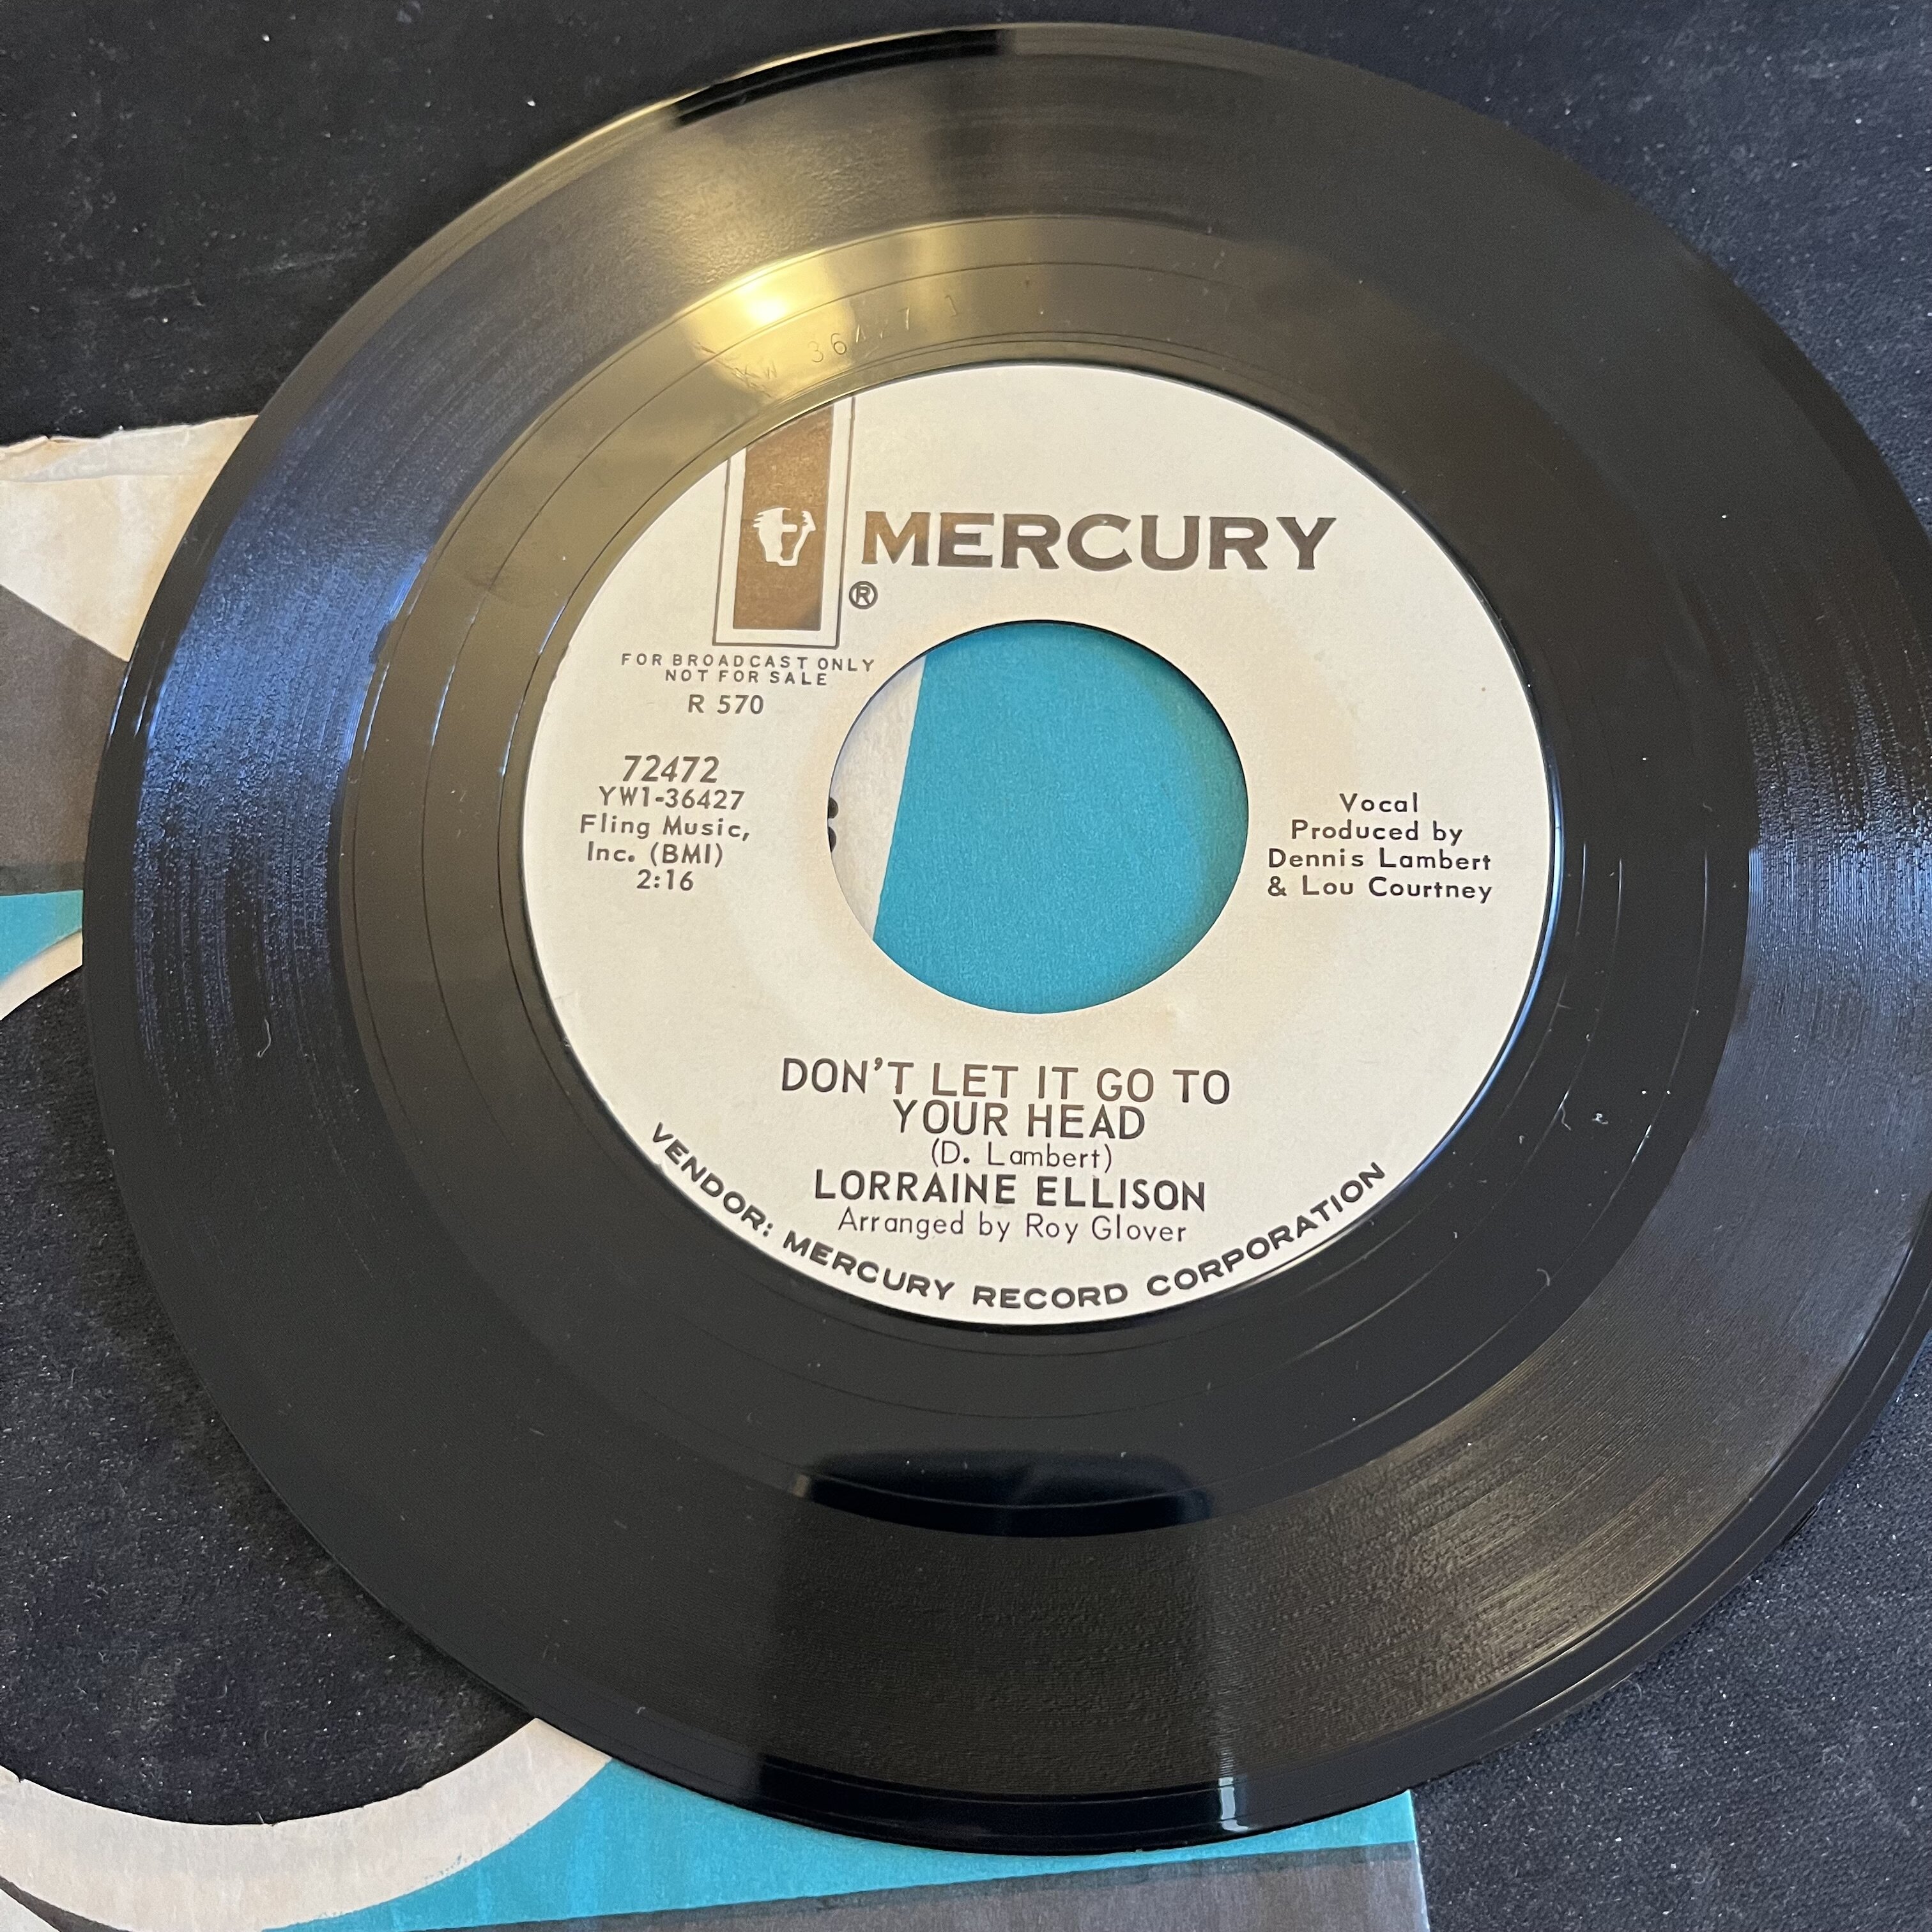 MERCURY
®
FOR BROADCAST ONLY
NOT FOR SALE
R 570
72472
YW1-36427
Fling Music,
Inc. (BMI)
2:16
Vocal
Produced by
Dennis Lambert
& Lou Courtney
DON'T LET IT GO TO
YOUR HEAD
(D. Lambert)
LORRAINE ELLISON
Arranged by Roy Glover
VENDOR: MERCURY RECORD CORPORATION